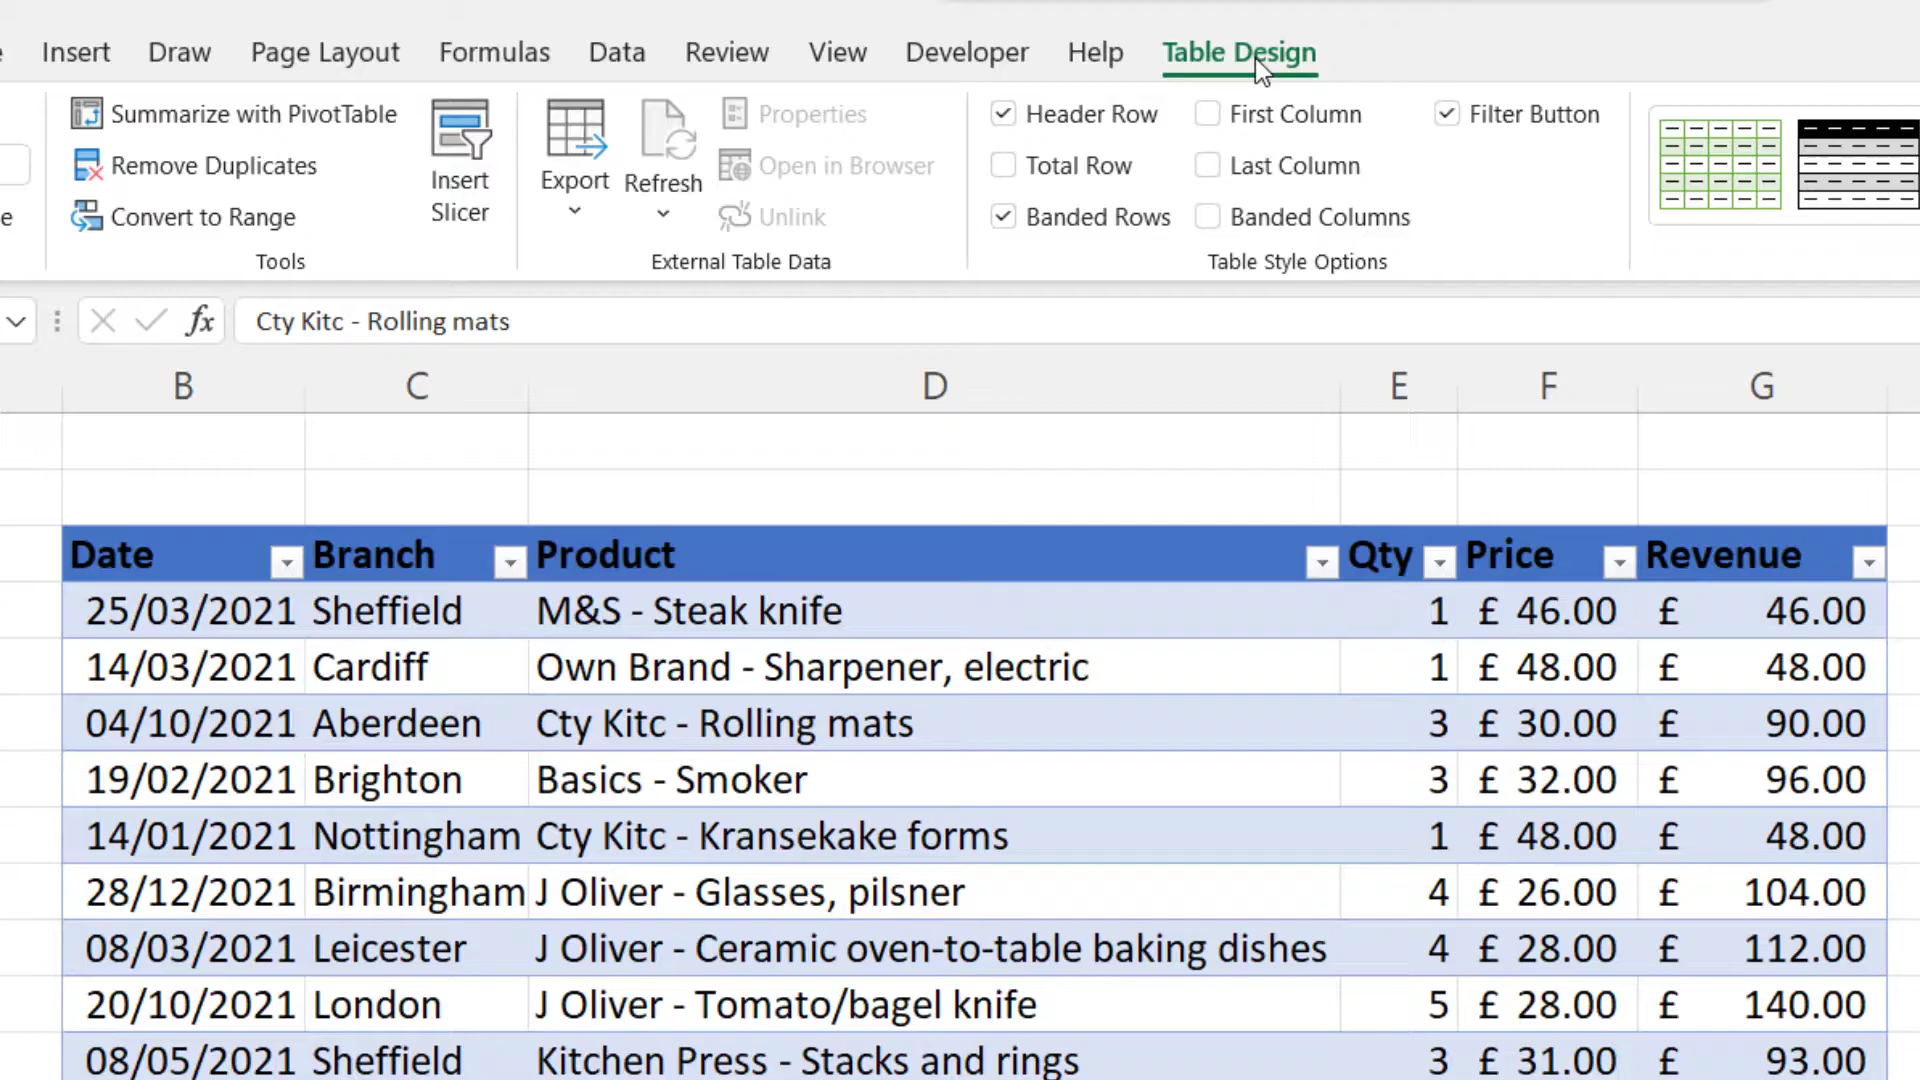 e Insert Draw Page Layout Formulas Data Review View Developer Help Table Design
Summarize with PivotTable
Remove Duplicates
Convert to Range
Tools
Insert
Slicer
Export
Refresh
Properties
Open in Browser
Unlink
External Table Data
Header Row
First Column
Filter Button
Total Row
Last Column
Banded Rows
Banded Columns
Table Style Options
e
fx Cty Kitc - Rolling mats
B C D E F G
Date Branch Product Qty Price Revenue
25/03/2021 Sheffield M&S - Steak knife 1 £ 46.00 £ 46.00
14/03/2021 Cardiff Own Brand - Sharpener, electric 1 £ 48.00 £ 48.00
04/10/2021 Aberdeen Cty Kitc - Rolling mats 3 £ 30.00 £ 90.00
19/02/2021 Brighton Basics - Smoker 3 £ 32.00 £ 96.00
14/01/2021 Nottingham Cty Kitc - Kransekake forms 1 £ 48.00 £ 48.00
28/12/2021 Birmingham J Oliver - Glasses, pilsner 4 £ 26.00 £ 104.00
08/03/2021 Leicester J Oliver - Ceramic oven-to-table baking dishes 4 £ 28.00 £ 112.00
20/10/2021 London J Oliver - Tomato/bagel knife 5 £ 28.00 £ 140.00
08/05/2021 Sheffield Kitchen Press - Stacks and rings 3 £ 31.00 £ 93.00